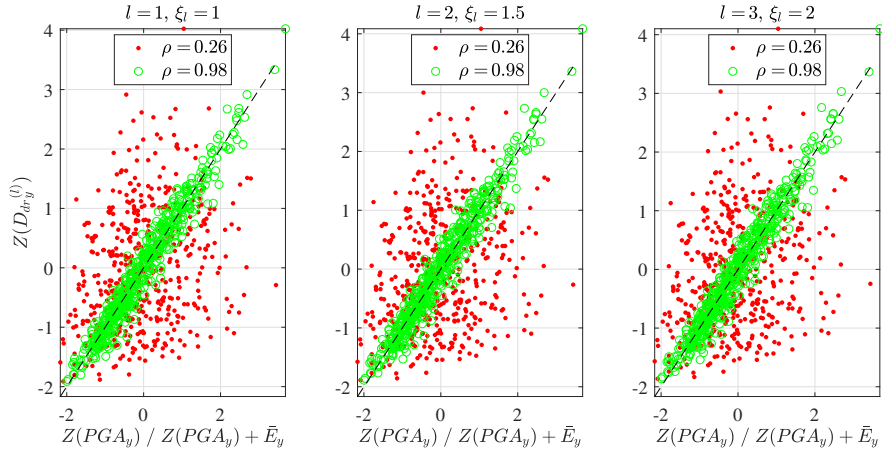 l = 1, ξ_l = 1
4
3
2
1
0
-1
-2
-2 0 2
ρ = 0.26
ρ = 0.98
Z(D_{dr_y}^{(l)})
Z(PGA_y) / Z(PGA_y) + Ē_y
l = 2, ξ_l = 1.5
4
3
2
1
0
-1
-2
-2 0 2
ρ = 0.26
ρ = 0.98
Z(PGA_y) / Z(PGA_y) + Ē_y
l = 3, ξ_l = 2
4
3
2
1
0
-1
-2
-2 0 2
ρ = 0.26
ρ = 0.98
Z(PGA_y) / Z(PGA_y) + Ē_y